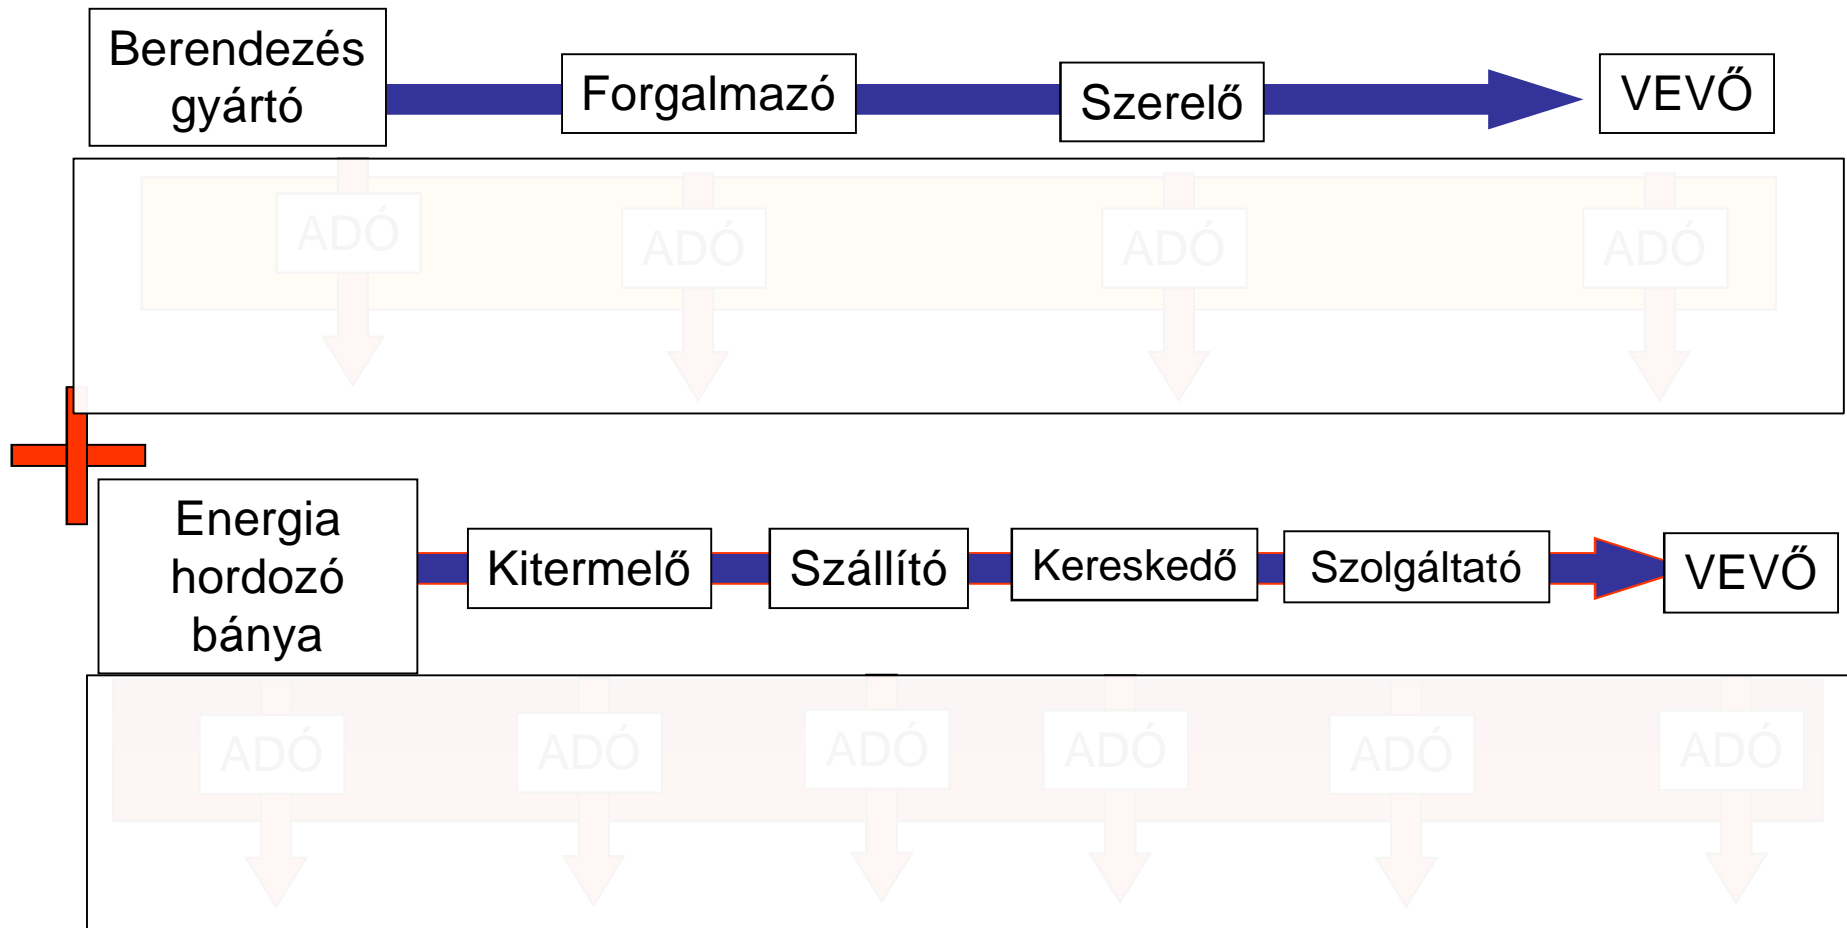 Berendezés
gyártó
Forgalmazó
Szerelő
VEVŐ
ADÓ
ADÓ
ADÓ
ADÓ
Energia
hordozó
bánya
Kitermelő
Szállító
Kereskedő
Szolgáltató
VEVŐ
ADÓ
ADÓ
ADÓ
ADÓ
ADÓ
ADÓ